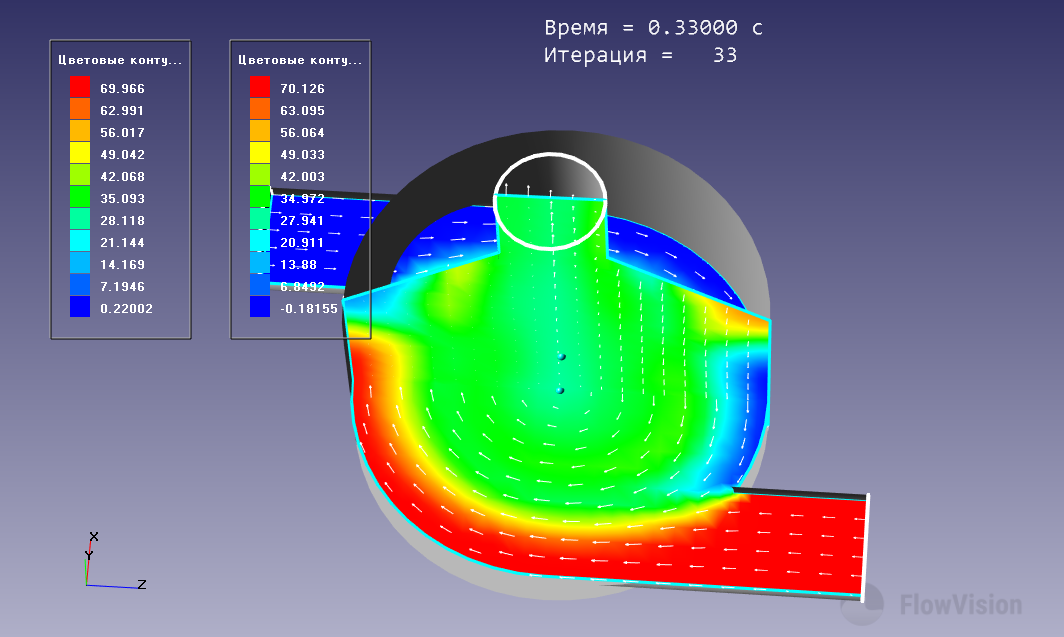 Время = 0.33000 с
Итерация = 33
Цветовые конту...
69.966
62.991
56.017
49.042
42.068
35.093
28.118
21.144
14.169
7.1946
0.22002
Цветовые конту...
70.126
63.095
56.064
49.033
42.003
34.972
27.941
20.911
13.88
6.8492
-0.18155
X
Y
Z
FlowVision